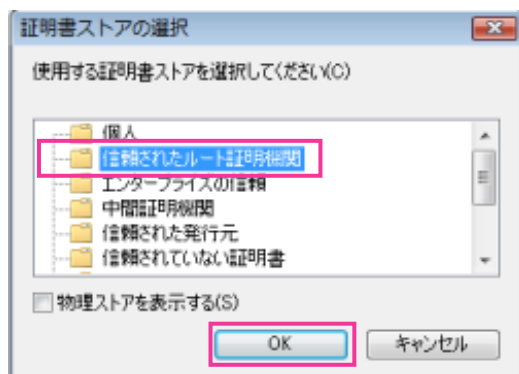 証明書ストアの選択
使用する証明書ストアを選択してください(C)
個人
信頼されたルート証明機関
エンタープライズの信頼
中間証明機関
信頼された発行元
信頼されていない証明書
物理ストアを表示する(S)
OK キャンセル